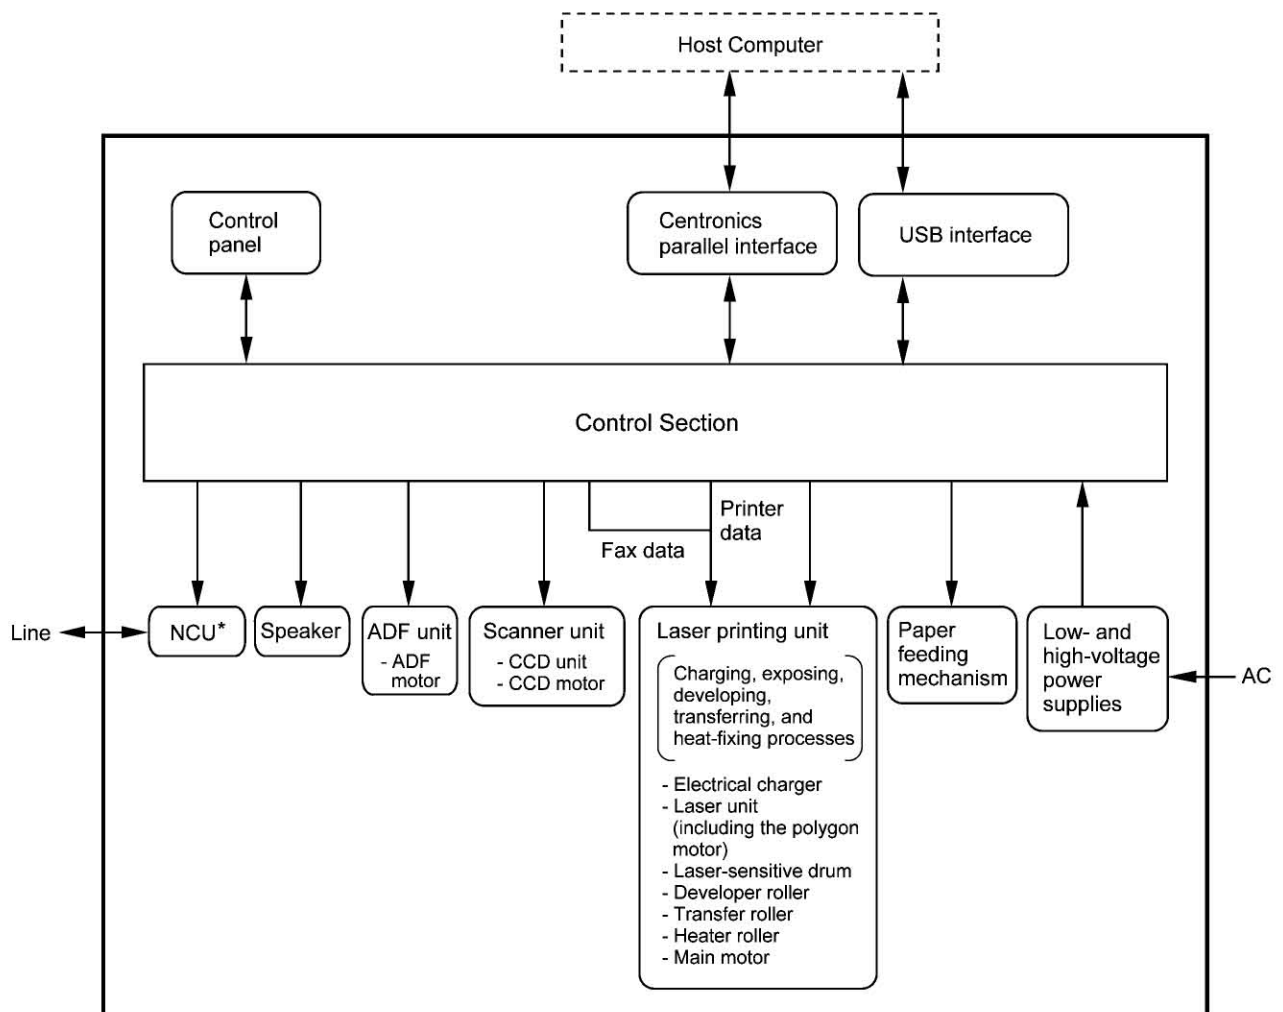 Host Computer
Control
panel
Centronics
parallel interface
USB interface
Control Section
Printer
data
Fax data
Line
NCU*
Speaker
ADF unit
- ADF
motor
Scanner unit
- CCD unit
- CCD motor
Laser printing unit
Charging, exposing,
developing,
transferring, and
heat-fixing processes
- Electrical charger
- Laser unit
(including the polygon
motor)
- Laser-sensitive drum
- Developer roller
- Transfer roller
- Heater roller
- Main motor
Paper
feeding
mechanism
Low- and
high-voltage
power
supplies
AC